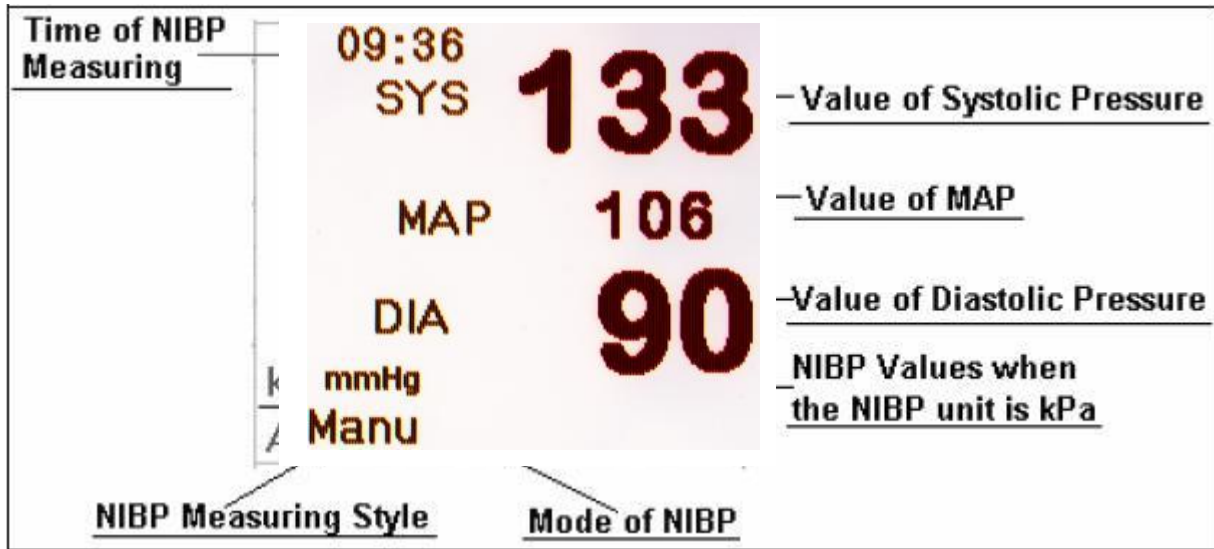 Time of NIBP
Measuring
09:36
SYS 133
Value of Systolic Pressure
MAP 106
Value of MAP
DIA 90
Value of Diastolic Pressure
mmHg
NIBP Values when
the NIBP unit is kPa
Manu
NIBP Measuring Style
Mode of NIBP